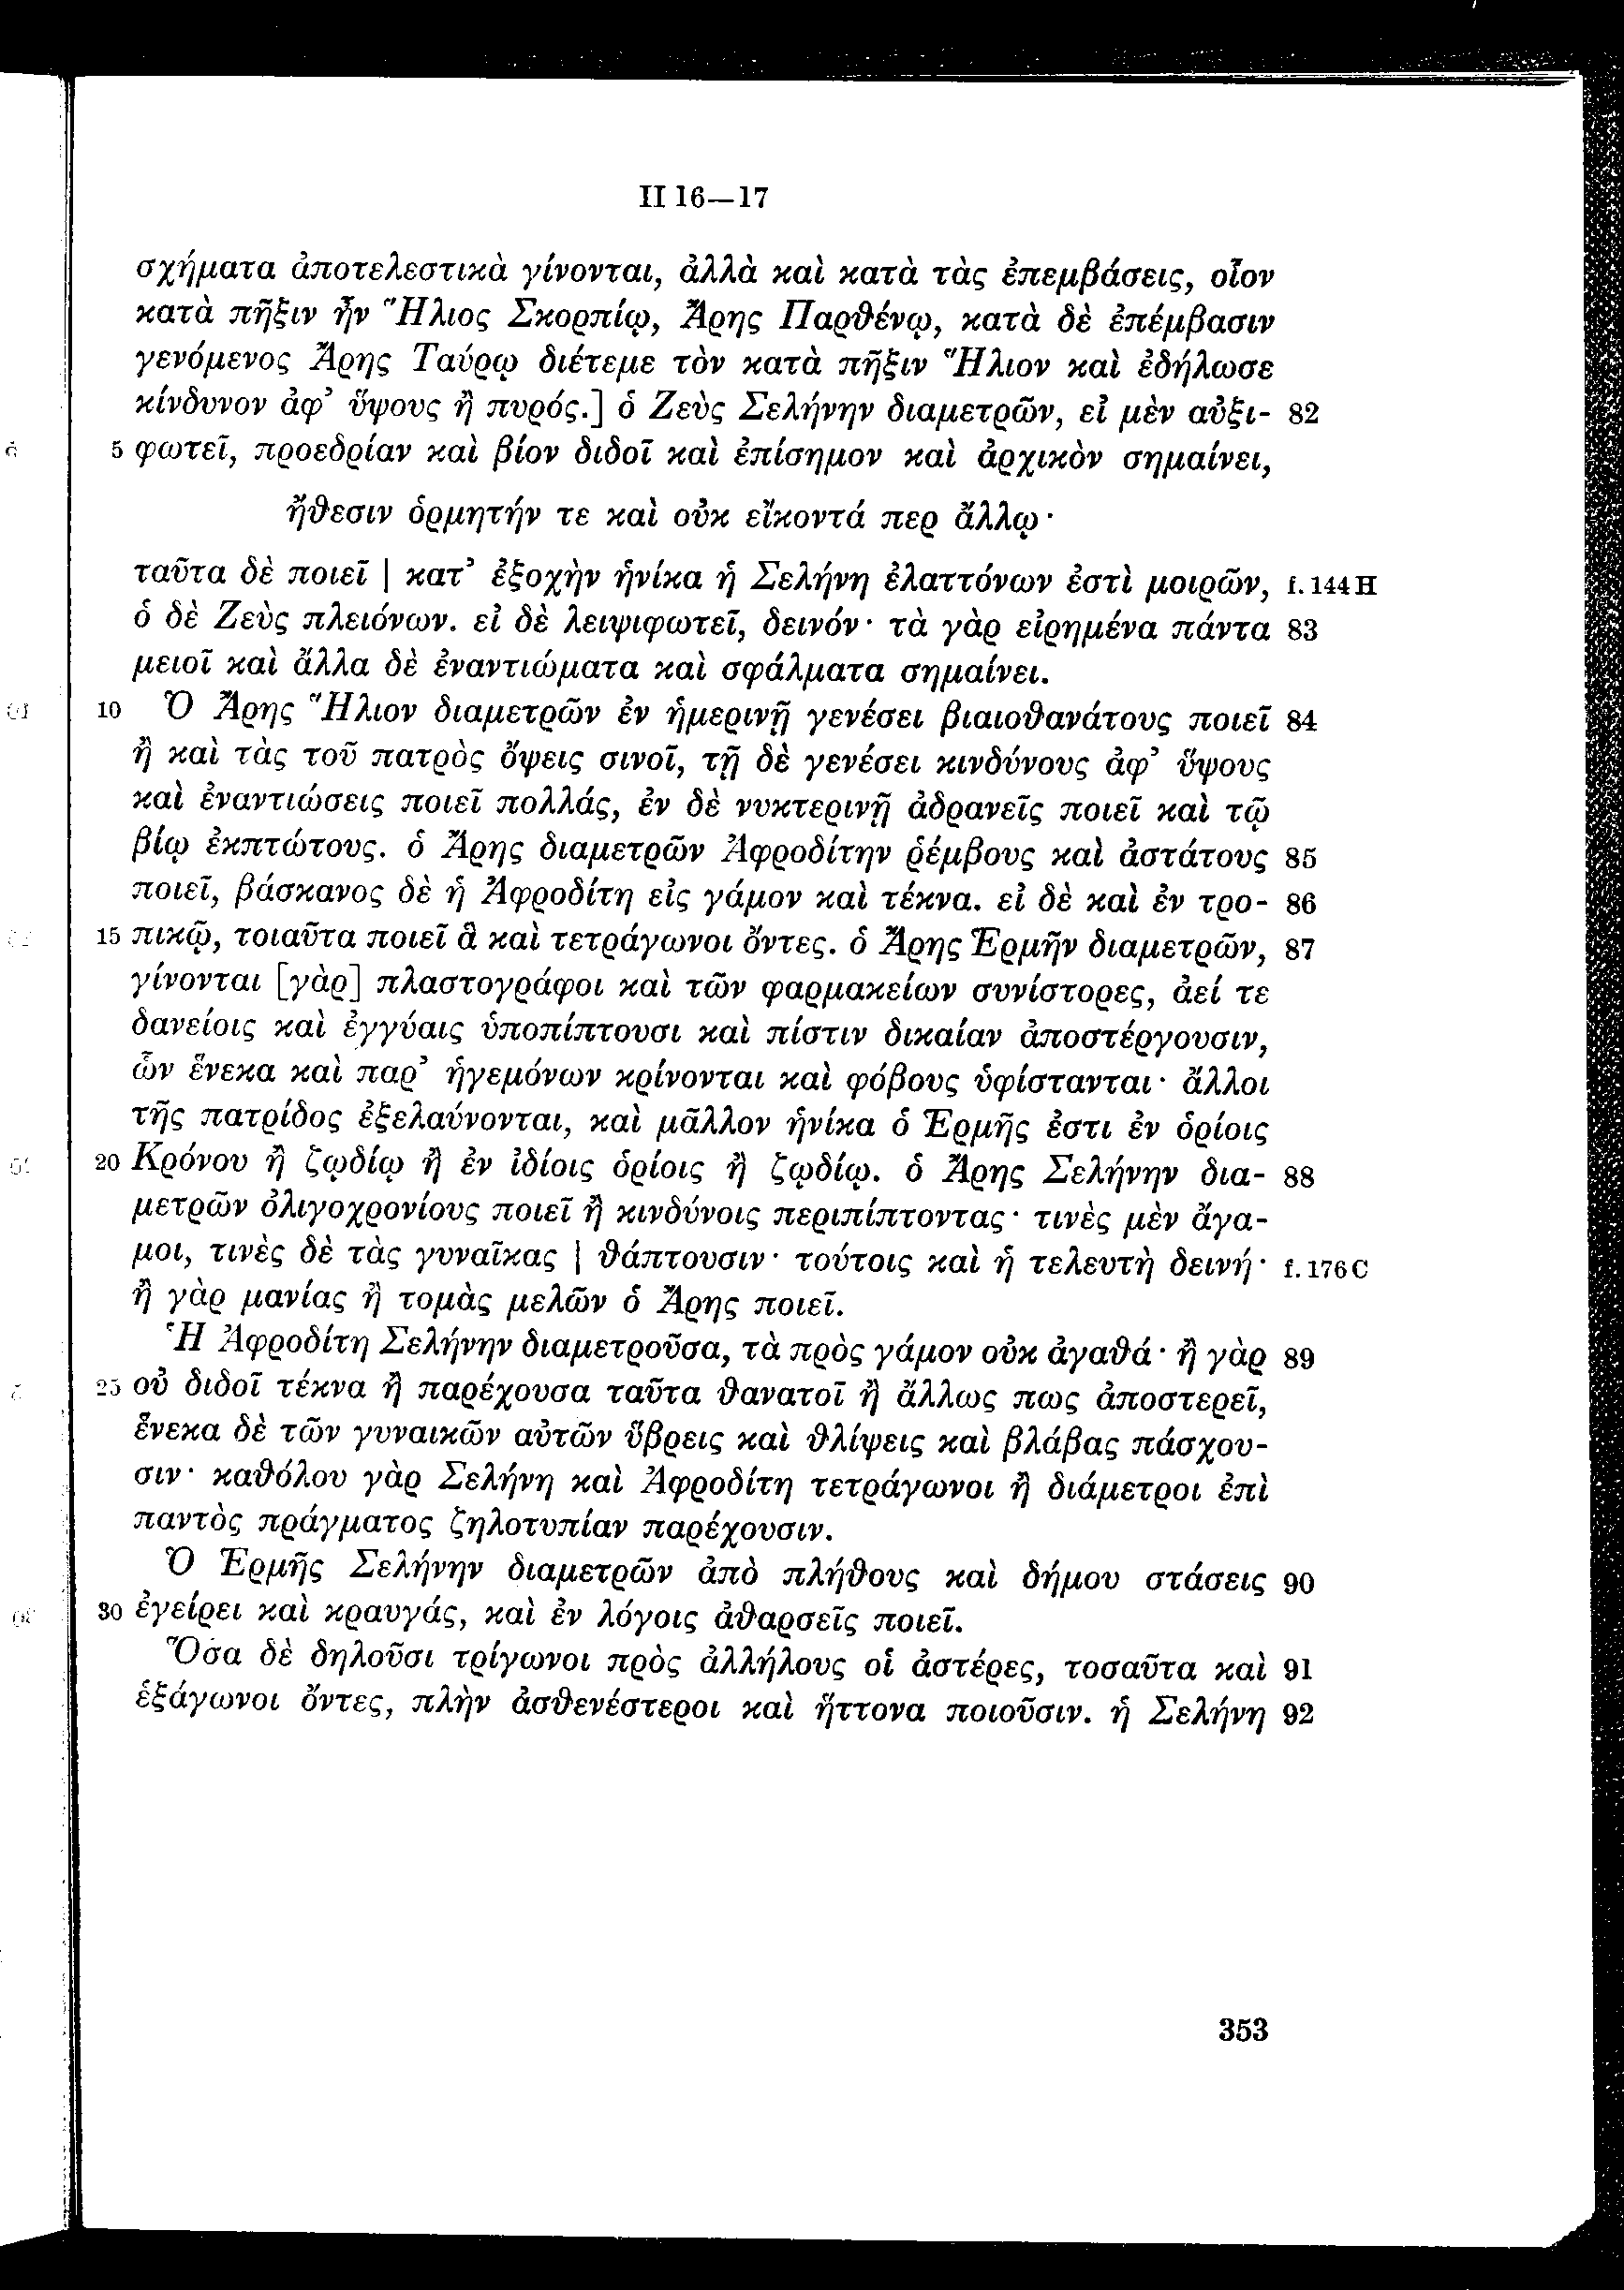 II 16—17
σχήματα ἀποτελεστικὰ γίνονται, ἀλλὰ καὶ κατὰ τὰς ἐπεμβάσεις, οἷον
κατὰ πῆξιν ἦν Ἥλιος Σκορπίῳ, Ἄρης Παρθένῳ, κατὰ δὲ ἐπέμβασιν
γενόμενος Ἄρης Ταύρῳ διέτεμε τὸν κατὰ πῆξιν Ἥλιον καὶ ἐδήλωσε
κίνδυνον ἀφ’ ὕψους ἢ πυρός.] ὁ Ζεὺς Σελήνην διαμετρῶν, εἰ μὲν αὐξι- 82
5 φωτεῖ, προεδρίαν καὶ βίον διδοῖ καὶ ἐπίσημον καὶ ἀρχικὸν σημαίνει,
ἤθεσιν ὁρμητήν τε καὶ οὐκ εἴκοντά περ ἄλλῳ·
ταῦτα δὲ ποιεῖ | κατ’ ἐξοχὴν ἡνίκα ἡ Σελήνη ἐλαττόνων ἐστὶ μοιρῶν, f. 144 H
ὁ δὲ Ζεὺς πλειόνων. εἰ δὲ λειψιφωτεῖ, δεινόν· τὰ γὰρ εἰρημένα πάντα 83
μειοῖ καὶ ἄλλα δὲ ἐναντιώματα καὶ σφάλματα σημαίνει.
10 Ὁ Ἄρης Ἥλιον διαμετρῶν ἐν ἡμερινῇ γενέσει βιαιοθανάτους ποιεῖ 84
ἢ καὶ τὰς τοῦ πατρὸς ὄψεις σινοῖ, τῇ δὲ γενέσει κινδύνους ἀφ’ ὕψους
καὶ ἐναντιώσεις ποιεῖ πολλάς, ἐν δὲ νυκτερινῇ ἀδρανεῖς ποιεῖ καὶ τῷ
βίῳ ἐκπτώτους. ὁ Ἄρης διαμετρῶν Ἀφροδίτην ῥέμβους καὶ ἀστάτους 85
ποιεῖ, βάσκανος δὲ ἡ Ἀφροδίτη εἰς γάμον καὶ τέκνα. εἰ δὲ καὶ ἐν τρο- 86
15 πικῷ, τοιαῦτα ποιεῖ ἃ καὶ τετράγωνοι ὄντες. ὁ Ἄρης Ἑρμῆν διαμετρῶν, 87
γίνονται [γὰρ] πλαστογράφοι καὶ τῶν φαρμακείων συνίστορες, ἀεί τε
δανείοις καὶ ἐγγύαις ὑποπίπτουσι καὶ πίστιν δικαίαν ἀποστέργουσιν,
ὧν ἕνεκα καὶ παρ’ ἡγεμόνων κρίνονται καὶ φόβους ὑφίστανται· ἄλλοι
τῆς πατρίδος ἐξελαύνονται, καὶ μᾶλλον ἡνίκα ὁ Ἑρμῆς ἐστι ἐν ὁρίοις
20 Κρόνου ἢ ζῳδίῳ ἢ ἐν ἰδίοις ὁρίοις ἢ ζῳδίῳ. ὁ Ἄρης Σελήνην δια- 88
μετρῶν ὀλιγοχρονίους ποιεῖ ἢ κινδύνοις περιπίπτοντας· τινὲς μὲν ἄγα-
μοι, τινὲς δὲ τὰς γυναῖκας | θάπτουσιν· τούτοις καὶ ἡ τελευτὴ δεινή· f. 176 C
ἢ γὰρ μανίας ἢ τομὰς μελῶν ὁ Ἄρης ποιεῖ.
Ἡ Ἀφροδίτη Σελήνην διαμετροῦσα, τὰ πρὸς γάμον οὐκ ἀγαθά· ἢ γὰρ 89
25 οὐ διδοῖ τέκνα ἢ παρέχουσα ταῦτα θανατοῖ ἢ ἄλλως πως ἀποστερεῖ,
ἕνεκα δὲ τῶν γυναικῶν αὐτῶν ὕβρεις καὶ θλίψεις καὶ βλάβας πάσχου-
σιν· καθόλου γὰρ Σελήνη καὶ Ἀφροδίτη τετράγωνοι ἢ διάμετροι ἐπὶ
παντὸς πράγματος ζηλοτυπίαν παρέχουσιν.
Ὁ Ἑρμῆς Σελήνην διαμετρῶν ἀπὸ πλήθους καὶ δήμου στάσεις 90
30 ἐγείρει καὶ κραυγάς, καὶ ἐν λόγοις ἀθαρσεῖς ποιεῖ.
Ὅσα δὲ δηλοῦσι τρίγωνοι πρὸς ἀλλήλους οἱ ἀστέρες, τοσαῦτα καὶ 91
ἑξάγωνοι ὄντες, πλὴν ἀσθενέστεροι καὶ ἥττονα ποιοῦσιν. ἡ Σελήνη 92
353